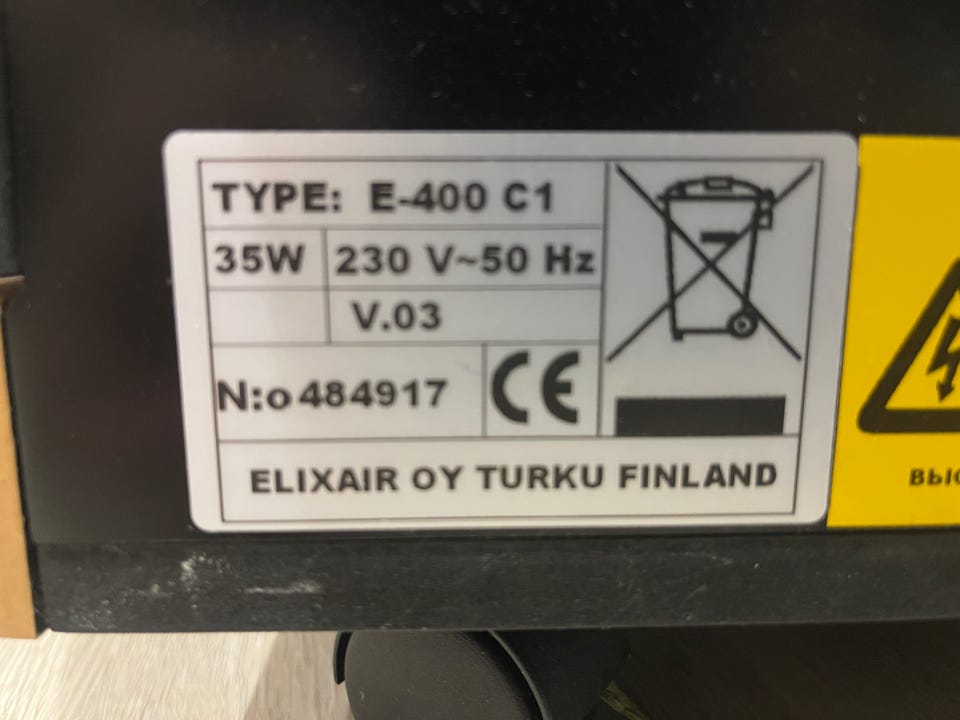 TYPE: E-400 C1
35W 230 V~50 Hz
V.03
N:o 484917 CE
ELIXAIR OY TURKU FINLAND